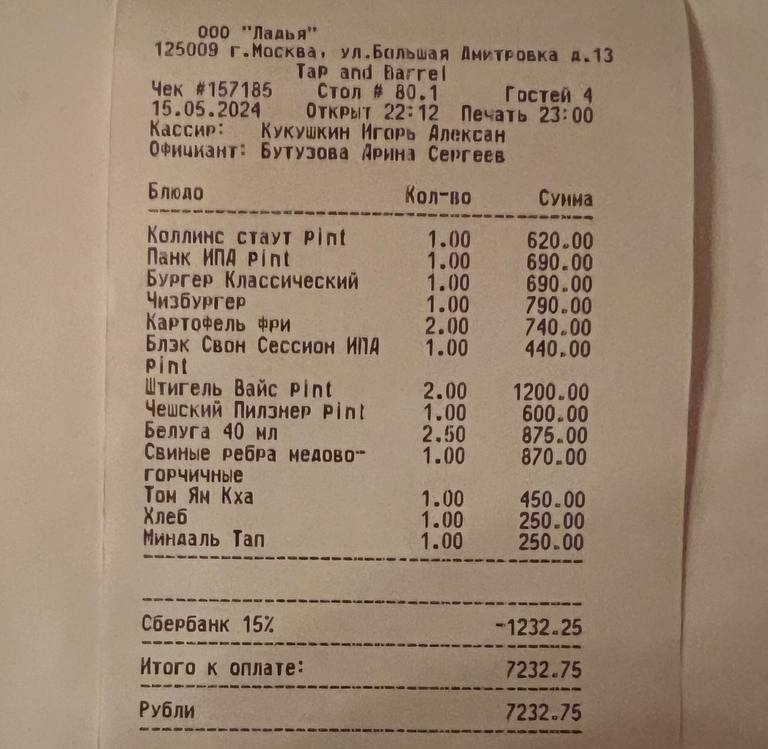 ООО "Ладья"
125009 г.Москва, ул.Большая Дмитровка д.13
Tap and Barrel
Чек #157185 Стол # 80.1 Гостей 4
15.05.2024 Открыт 22:12 Печать 23:00
Кассир: Кукушкин Игорь Алексан
Официант: Бутузова Арина Сергеев
Блюдо Кол-во Сумма
Коллинс стаут pint 1.00 620.00
Панк ИПА pint 1.00 690.00
Бургер Классический 1.00 690.00
Чизбургер 1.00 790.00
Картофель фри 2.00 740.00
Блэк Свон Сессион ИПА 1.00 440.00
pint
Штигель Вайс pint 2.00 1200.00
Чешский Пилзнер pint 1.00 600.00
Белуга 40 мл 2.50 875.00
Свиные ребра медово- 1.00 870.00
горчичные
Том Ям Кха 1.00 450.00
Хлеб 1.00 250.00
Миндаль Тап 1.00 250.00
Сбербанк 15% -1232.25
Итого к оплате: 7232.75
Рубли 7232.75